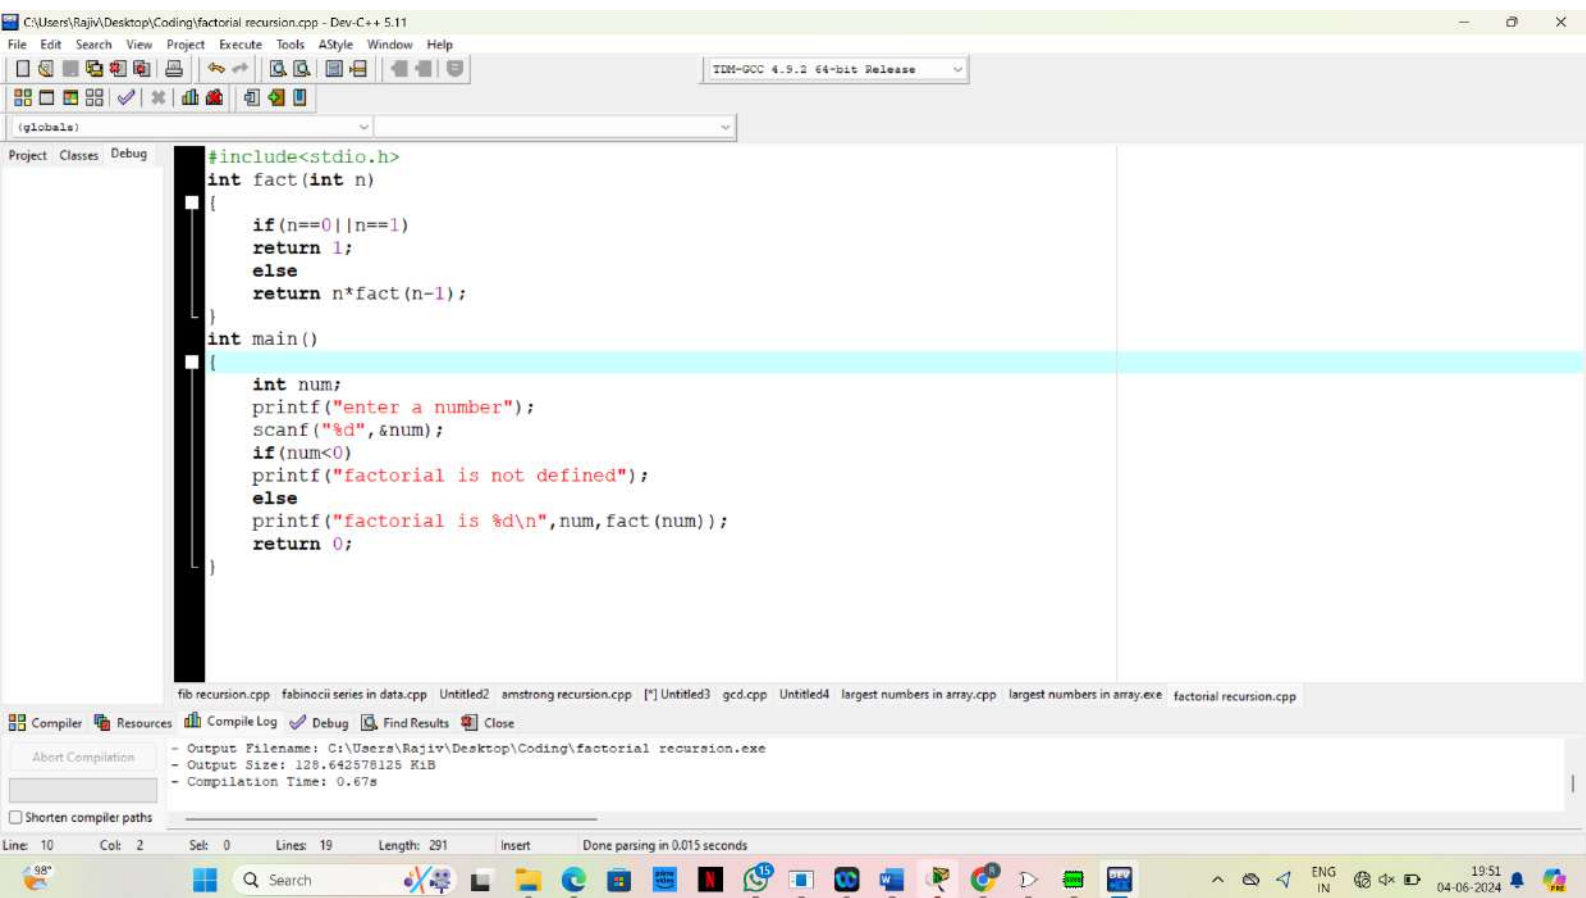 C:\Users\Rajiv\Desktop\Coding\factorial recursion.cpp - Dev-C++ 5.11
File Edit Search View Project Execute Tools AStyle Window Help
TDM-GCC 4.9.2 64-bit Release
(globals)
Project Classes Debug
#include<stdio.h>
int fact(int n)
{
if(n==0||n==1)
return 1;
else
return n*fact(n-1);
}
int main()
{
int num;
printf("enter a number");
scanf("%d",&num);
if(num<0)
printf("factorial is not defined");
else
printf("factorial is %d\n",num,fact(num));
return 0;
}
fib recursion.cpp fabinocii series in data.cpp Untitled2 amstrong recursion.cpp [*] Untitled3 gcd.cpp Untitled4 largest numbers in array.cpp largest numbers in array.exe factorial recursion.cpp
Compiler Resources Compile Log Debug Find Results Close
Abort Compilation
- Output Filename: C:\Users\Rajiv\Desktop\Coding\factorial recursion.exe
- Output Size: 128.642578125 KiB
- Compilation Time: 0.67s
Shorten compiler paths
Line: 10 Col: 2 Sel: 0 Lines: 19 Length: 291 Insert Done parsing in 0.015 seconds
98°
Search
prime video
N
15
W
R
DEV
ENG
IN
19:51
04-06-2024
PRE